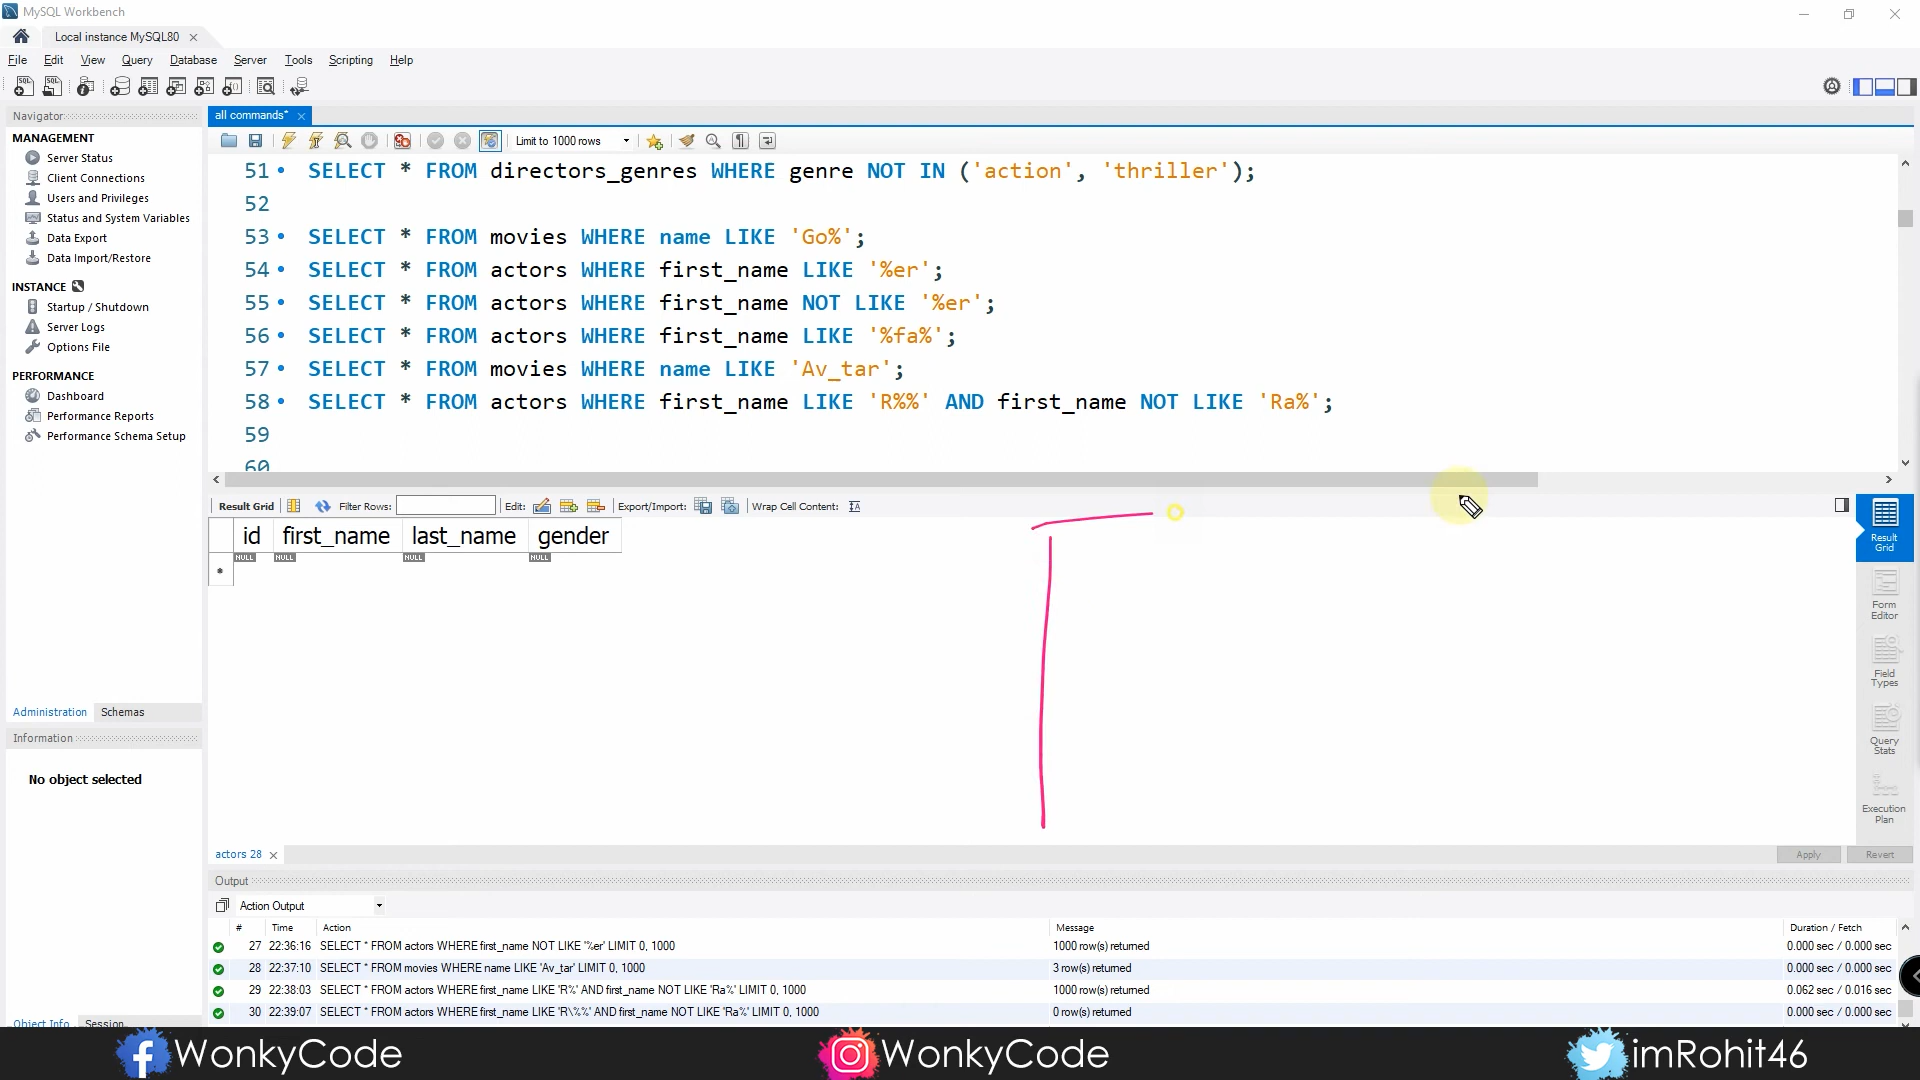 MySQL Workbench
Local instance MySQL80
File Edit View Query Database Server Tools Scripting Help
Navigator
MANAGEMENT
Server Status
Client Connections
Users and Privileges
Status and System Variables
Data Export
Data Import/Restore
INSTANCE
Startup / Shutdown
Server Logs
Options File
PERFORMANCE
Dashboard
Performance Reports
Performance Schema Setup
Administration Schemas
Information
No object selected
Object Info Session
all commands*
Limit to 1000 rows
51 SELECT * FROM directors_genres WHERE genre NOT IN ('action', 'thriller');
52
53 SELECT * FROM movies WHERE name LIKE 'Go%';
54 SELECT * FROM actors WHERE first_name LIKE '%er';
55 SELECT * FROM actors WHERE first_name NOT LIKE '%er';
56 SELECT * FROM actors WHERE first_name LIKE '%fa%';
57 SELECT * FROM movies WHERE name LIKE 'Av_tar';
58 SELECT * FROM actors WHERE first_name LIKE 'R%%' AND first_name NOT LIKE 'Ra%';
59
60
Result Grid Filter Rows: Edit: Export/Import: Wrap Cell Content:
id first_name last_name gender
NULL NULL NULL NULL
Result Grid
Form Editor
Field Types
Query Stats
Execution Plan
actors 28 Apply Revert
Output
Action Output
# Time Action Message Duration / Fetch
27 22:36:16 SELECT * FROM actors WHERE first_name NOT LIKE '%er' LIMIT 0, 1000 1000 row(s) returned 0.000 sec / 0.000 sec
28 22:37:10 SELECT * FROM movies WHERE name LIKE 'Av_tar' LIMIT 0, 1000 3 row(s) returned 0.000 sec / 0.000 sec
29 22:38:03 SELECT * FROM actors WHERE first_name LIKE 'R%' AND first_name NOT LIKE 'Ra%' LIMIT 0, 1000 1000 row(s) returned 0.062 sec / 0.016 sec
30 22:39:07 SELECT * FROM actors WHERE first_name LIKE 'R\%%' AND first_name NOT LIKE 'Ra%' LIMIT 0, 1000 0 row(s) returned 0.000 sec / 0.000 sec
WonkyCode WonkyCode imRohit46